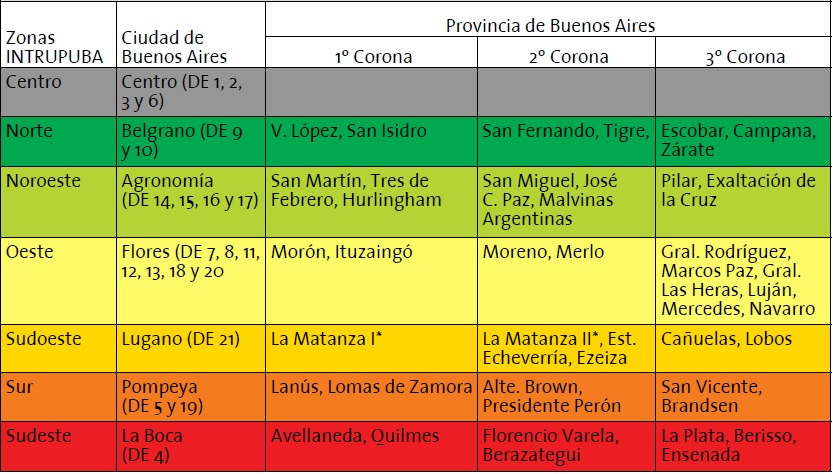 Zonas INTRUPUBA
Ciudad de Buenos Aires
Provincia de Buenos Aires
1º Corona
2º Corona
3º Corona
Centro
Centro (DE 1, 2,
3 y 6)
Norte
Belgrano (DE 9
y 10)
V. López, San Isidro
San Fernando, Tigre,
Escobar, Campana,
Zárate
Noroeste
Agronomía
(DE 14, 15, 16 y 17)
San Martín, Tres de
Febrero, Hurlingham
San Miguel, José
C. Paz, Malvinas
Argentinas
Pilar, Exaltación de
la Cruz
Oeste
Flores (DE 7, 8, 11,
12, 13, 18 y 20
Morón, Ituzaingó
Moreno, Merlo
Gral. Rodríguez,
Marcos Paz, Gral.
Las Heras, Luján,
Mercedes, Navarro
Sudoeste
Lugano (DE 21)
La Matanza I*
La Matanza II*, Est.
Echeverría, Ezeiza
Cañuelas, Lobos
Sur
Pompeya
(DE 5 y 19)
Lanús, Lomas de Zamora
Alte. Brown,
Presidente Perón
San Vicente,
Brandsen
Sudeste
La Boca
(DE 4)
Avellaneda, Quilmes
Florencio Varela,
Berazategui
La Plata, Berisso,
Ensenada